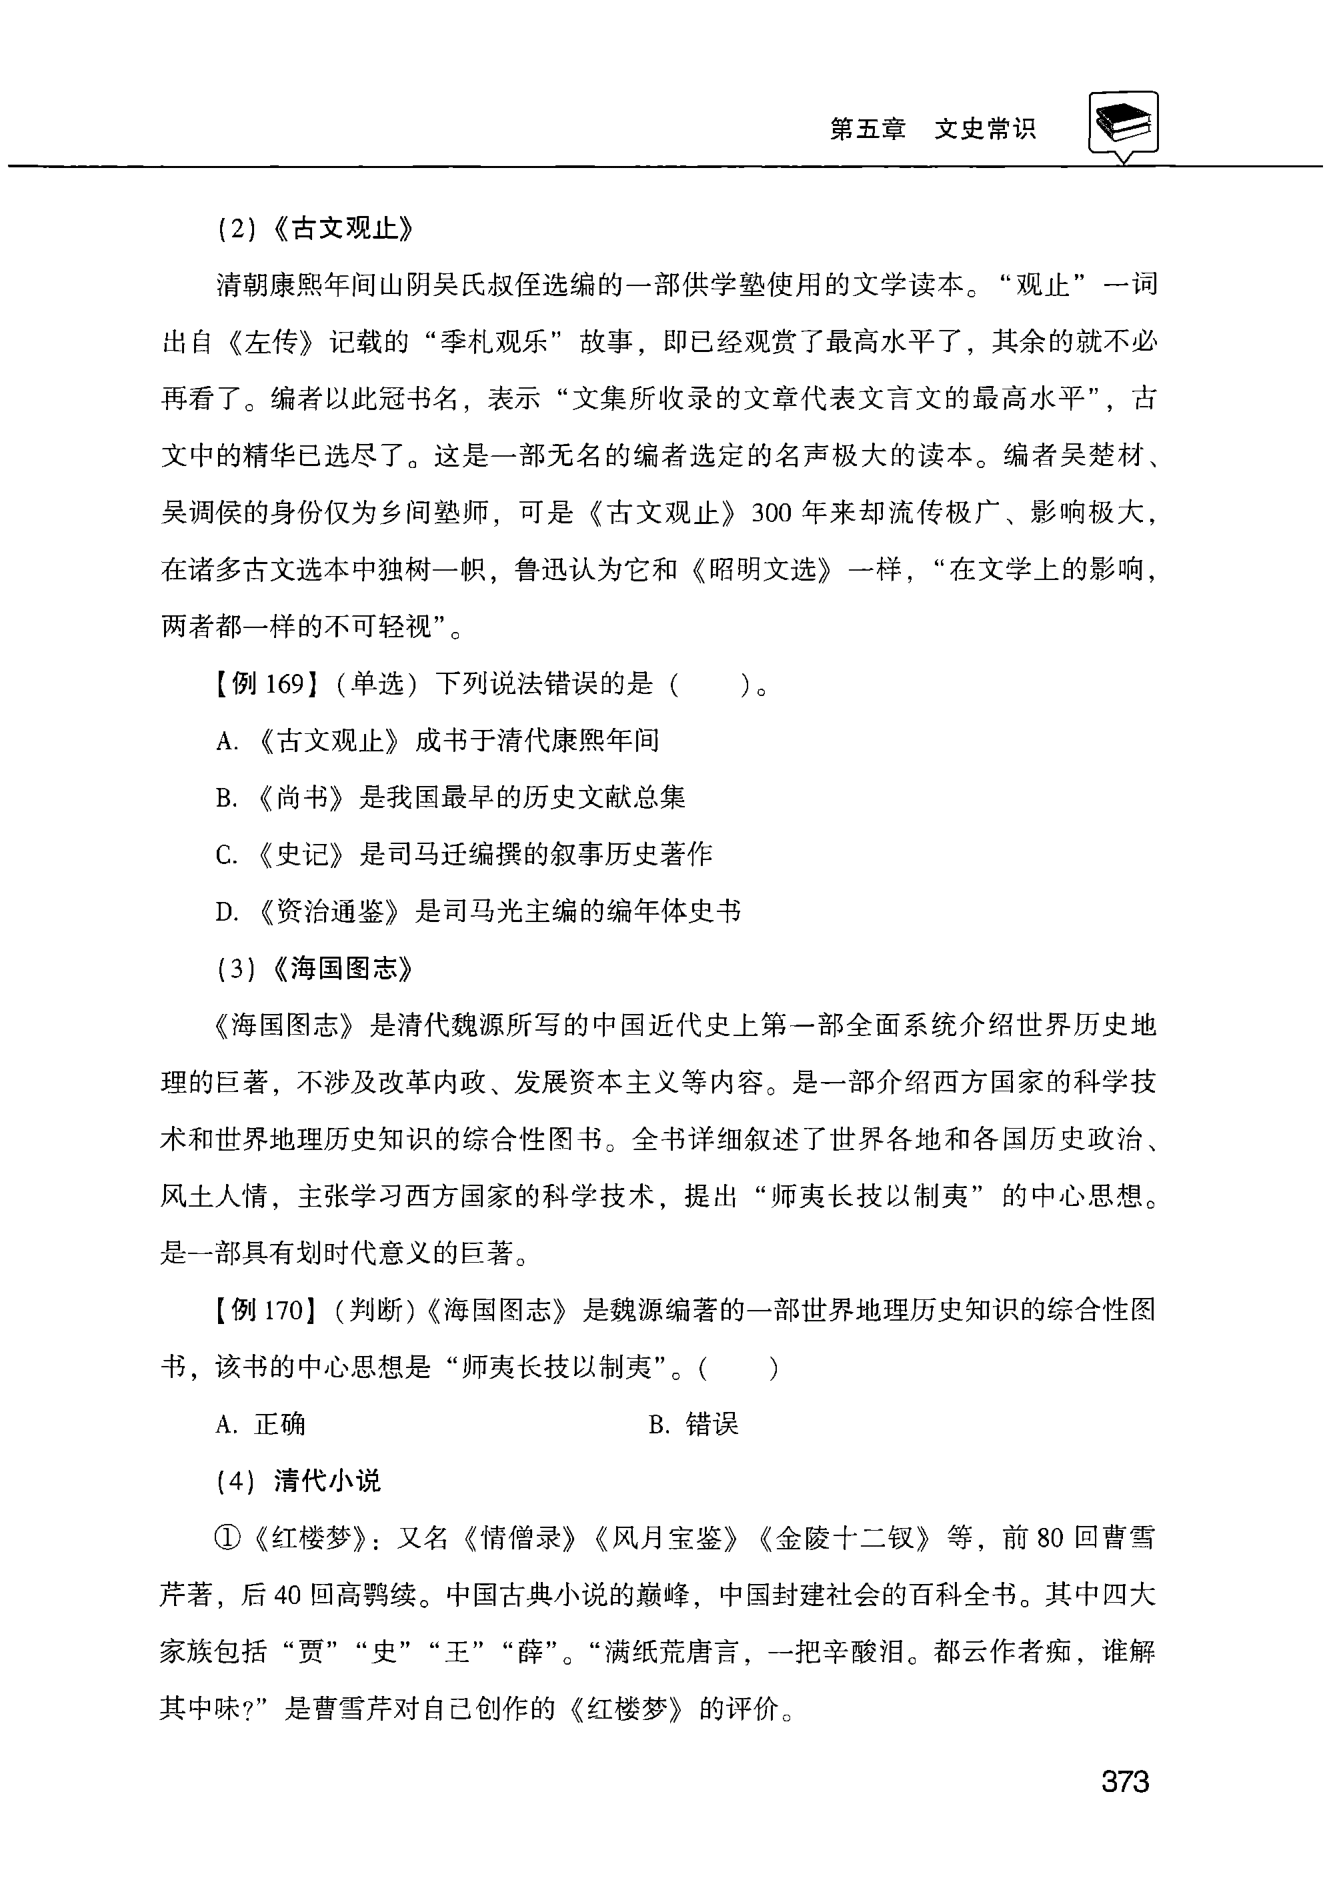 第五章 文史常识
(2)《古文观止》
清朝康熙年间山阴吴氏叔侄选编的一部供学塾使用的文学读本。“观止”一词
出自《左传》记载的“季札观乐”故事，即已经观赏了最高水平了，其余的就不必
再看了。编者以此冠书名，表示“文集所收录的文章代表文言文的最高水平”，古
文中的精华已选尽了。这是一部无名的编者选定的名声极大的读本。编者吴楚材、
吴调侯的身份仅为乡间塾师，可是《古文观止》300 年来却流传极广、影响极大，
在诸多古文选本中独树一帜，鲁迅认为它和《昭明文选》一样，“在文学上的影响，
两者都一样的不可轻视”。
【例 169】(单选) 下列说法错误的是（ ）。
A. 《古文观止》成书于清代康熙年间
B. 《尚书》是我国最早的历史文献总集
C. 《史记》是司马迁编撰的叙事历史著作
D. 《资治通鉴》是司马光主编的编年体史书
(3)《海国图志》
《海国图志》是清代魏源所写的中国近代史上第一部全面系统介绍世界历史地
理的巨著，不涉及改革内政、发展资本主义等内容。是一部介绍西方国家的科学技
术和世界地理历史知识的综合性图书。全书详细叙述了世界各地和各国历史政治、
风土人情，主张学习西方国家的科学技术，提出“师夷长技以制夷”的中心思想。
是一部具有划时代意义的巨著。
【例 170】(判断)《海国图志》是魏源编著的一部世界地理历史知识的综合性图
书，该书的中心思想是“师夷长技以制夷”。（ ）
A. 正确 B. 错误
(4) 清代小说
①《红楼梦》：又名《情僧录》《风月宝鉴》《金陵十二钗》等，前 80 回曹雪
芹著，后 40 回高鹗续。中国古典小说的巅峰，中国封建社会的百科全书。其中四大
家族包括“贾”“史”“王”“薛”。“满纸荒唐言，一把辛酸泪。都云作者痴，谁解
其中味?”是曹雪芹对自己创作的《红楼梦》的评价。
373